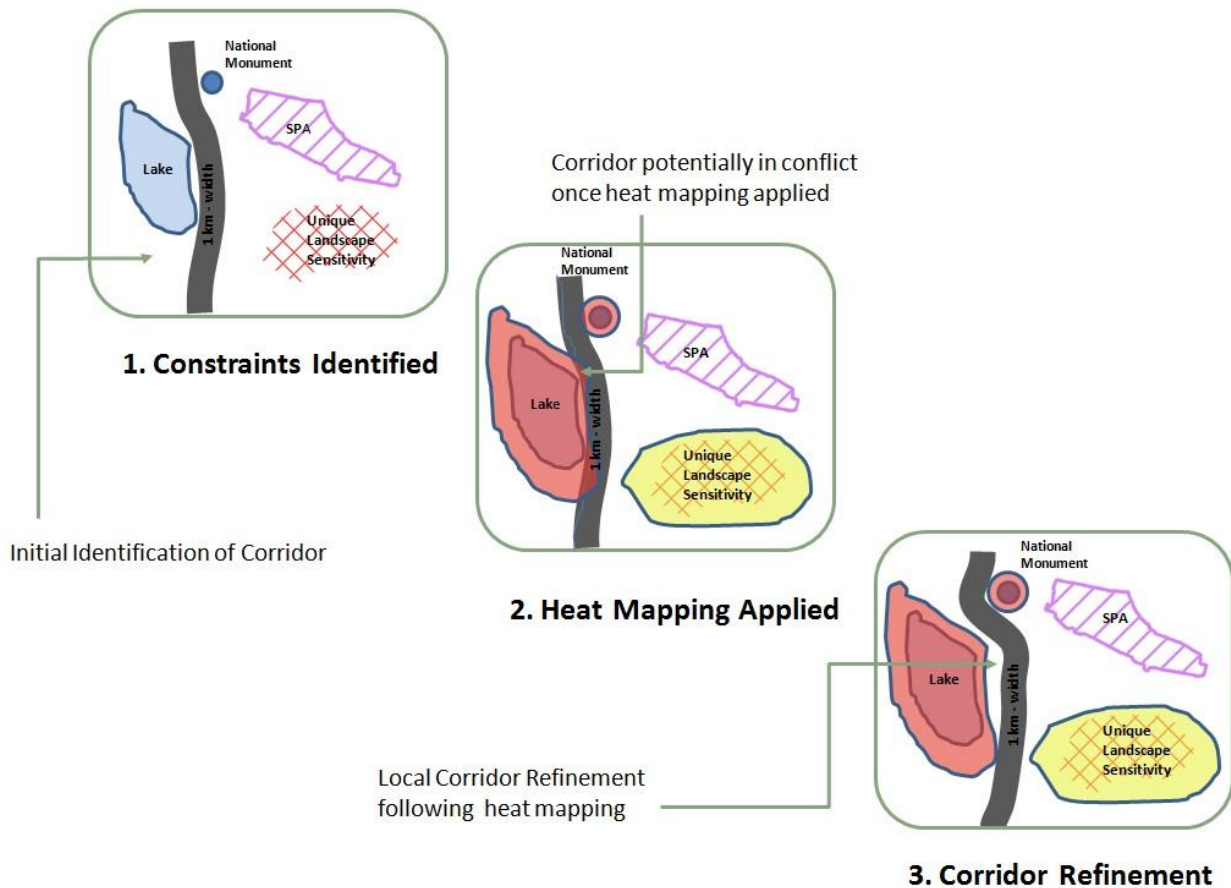 National
Monument
SPA
Lake
1 km - width
Unique
Landscape
Sensitivity
1. Constraints Identified
Initial Identification of Corridor
Corridor potentially in conflict
once heat mapping applied
National
Monument
SPA
Lake
1 km - width
Unique
Landscape
Sensitivity
2. Heat Mapping Applied
Local Corridor Refinement
following heat mapping
National
Monument
SPA
Lake
1 km - width
Unique
Landscape
Sensitivity
3. Corridor Refinement